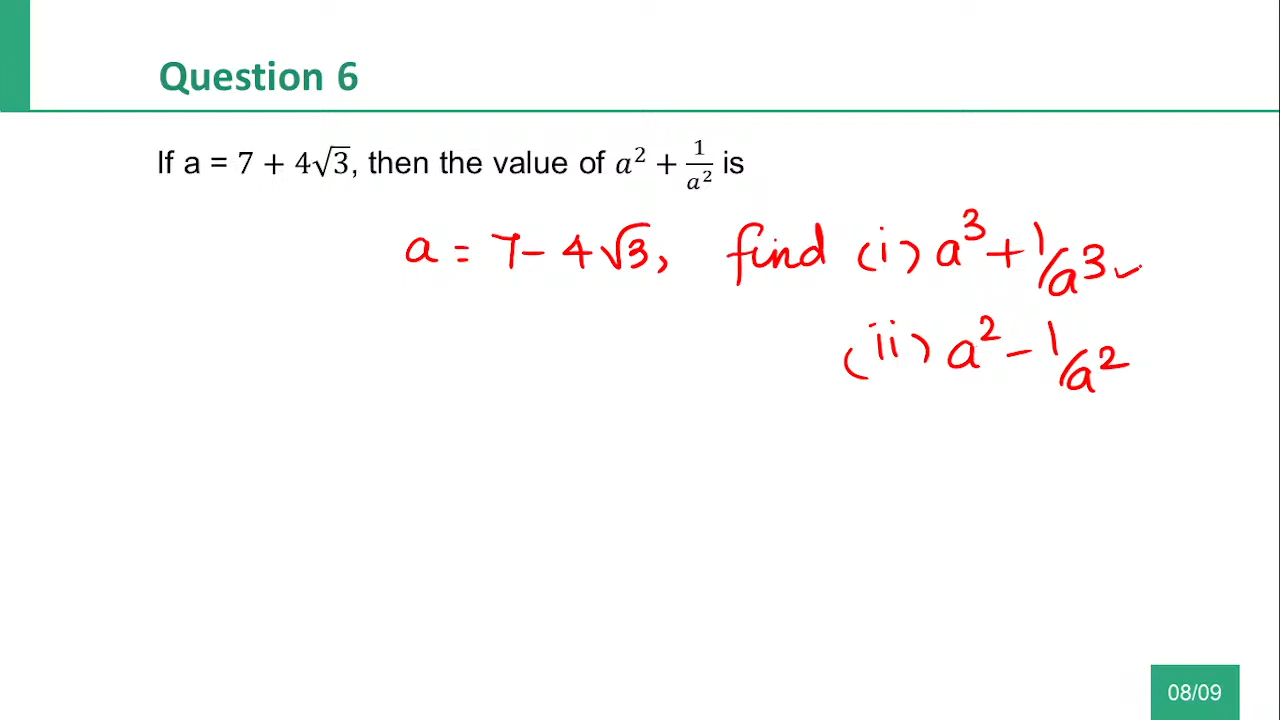 Question 6
If a = 7 + 4√3, then the value of a² + 1/a² is
a = 7 - 4√3, find (i) a³ + 1/a³
(ii) a² - 1/a²
08/09